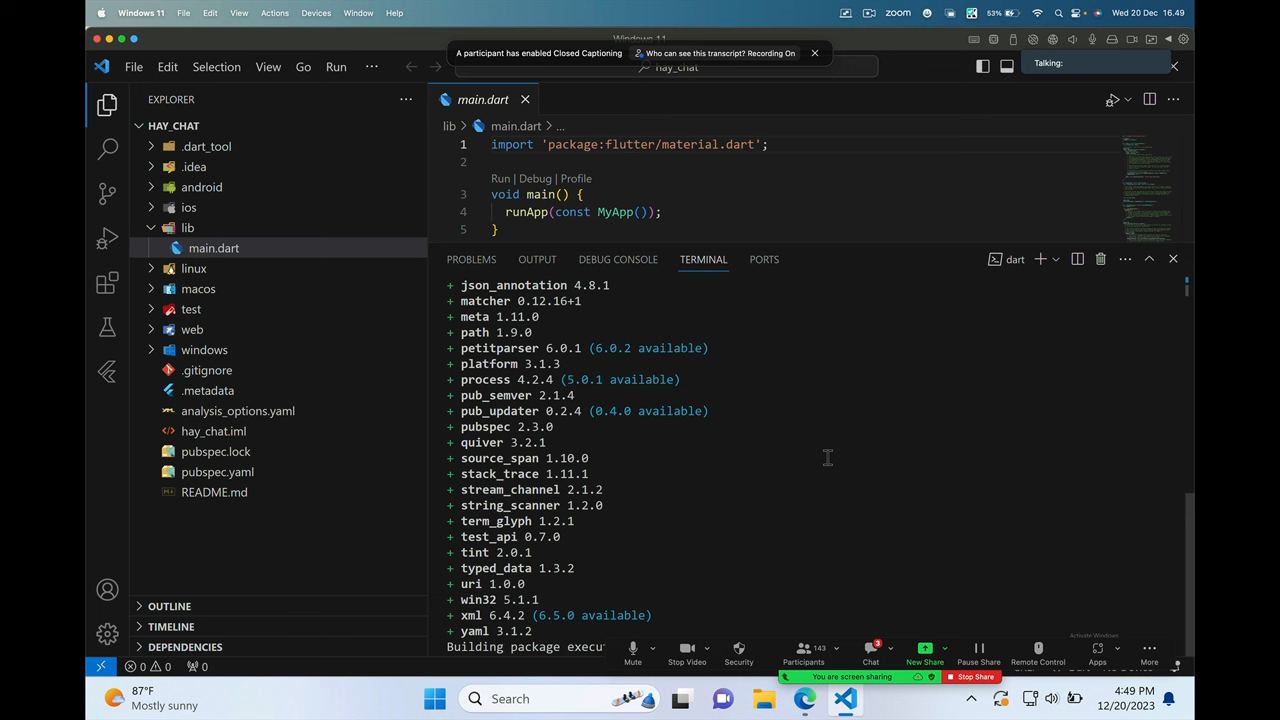 Windows 11 File Edit View Actions Devices Window Help zoom 53% Wed 20 Dec 16.49
Windows 11
A participant has enabled Closed Captioning Who can see this transcript? Recording On
Talking:
File Edit Selection View Go Run ... hay_chat
EXPLORER
HAY_CHAT
.dart_tool
.idea
android
ios
lib
main.dart
linux
macos
test
web
windows
.gitignore
.metadata
analysis_options.yaml
hay_chat.iml
pubspec.lock
pubspec.yaml
README.md
OUTLINE
TIMELINE
DEPENDENCIES
main.dart
lib > main.dart > ...
1 import 'package:flutter/material.dart';
2
Run | Debug | Profile
3 void main() {
4 runApp(const MyApp());
5 }
PROBLEMS OUTPUT DEBUG CONSOLE TERMINAL PORTS dart
+ json_annotation 4.8.1
+ matcher 0.12.16+1
+ meta 1.11.0
+ path 1.9.0
+ petitparser 6.0.1 (6.0.2 available)
+ platform 3.1.3
+ process 4.2.4 (5.0.1 available)
+ pub_semver 2.1.4
+ pub_updater 0.2.4 (0.4.0 available)
+ pubspec 2.3.0
+ quiver 3.2.1
+ source_span 1.10.0
+ stack_trace 1.11.1
+ stream_channel 2.1.2
+ string_scanner 1.2.0
+ term_glyph 1.2.1
+ test_api 0.7.0
+ tint 2.0.1
+ typed_data 1.3.2
+ uri 1.0.0
+ win32 5.1.1
+ xml 6.4.2 (6.5.0 available)
+ yaml 3.1.2
Building package execu
Activate Windows
3 143
Mute Stop Video Security Participants Chat New Share Pause Share Remote Control Apps More
You are screen sharing Stop Share
0 0 0
87°F
Mostly sunny
Search
4:49 PM
12/20/2023